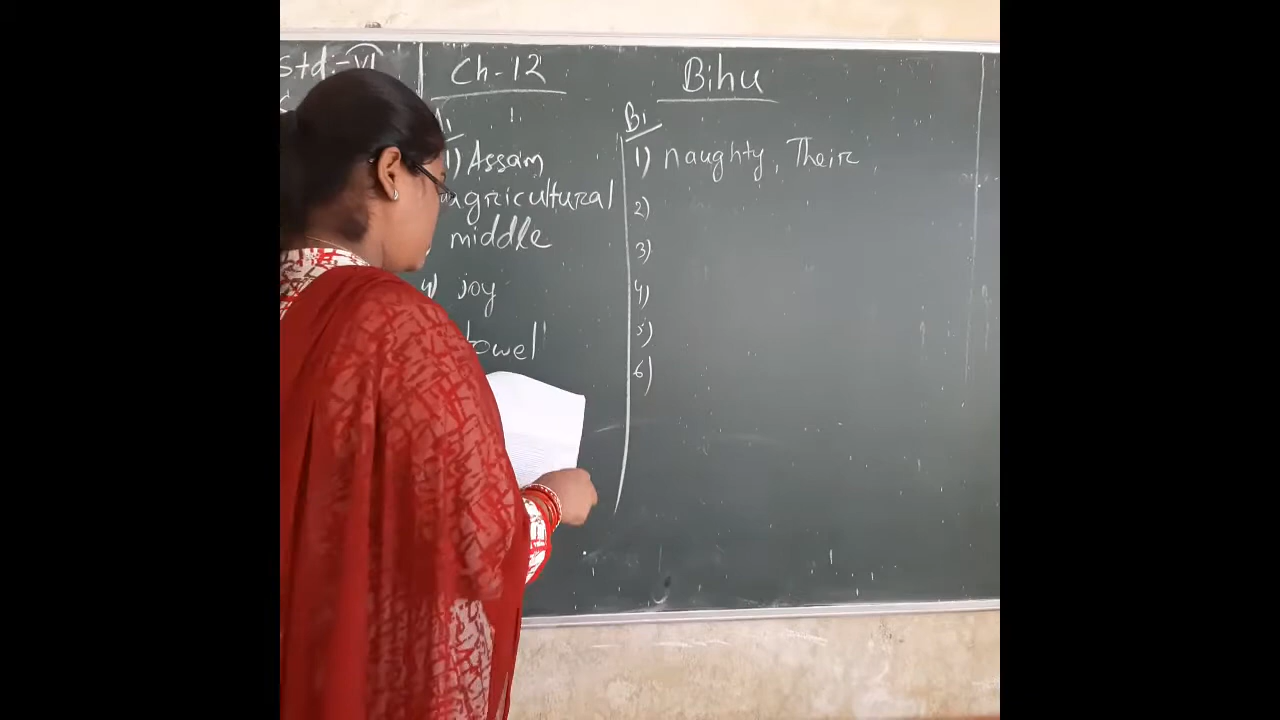 Std:- VI
Ch-12
Bihu
1) Assam
agricultural
middle
4) joy
towel
B1
1) naughty, Their
2)
3)
4)
5)
6)